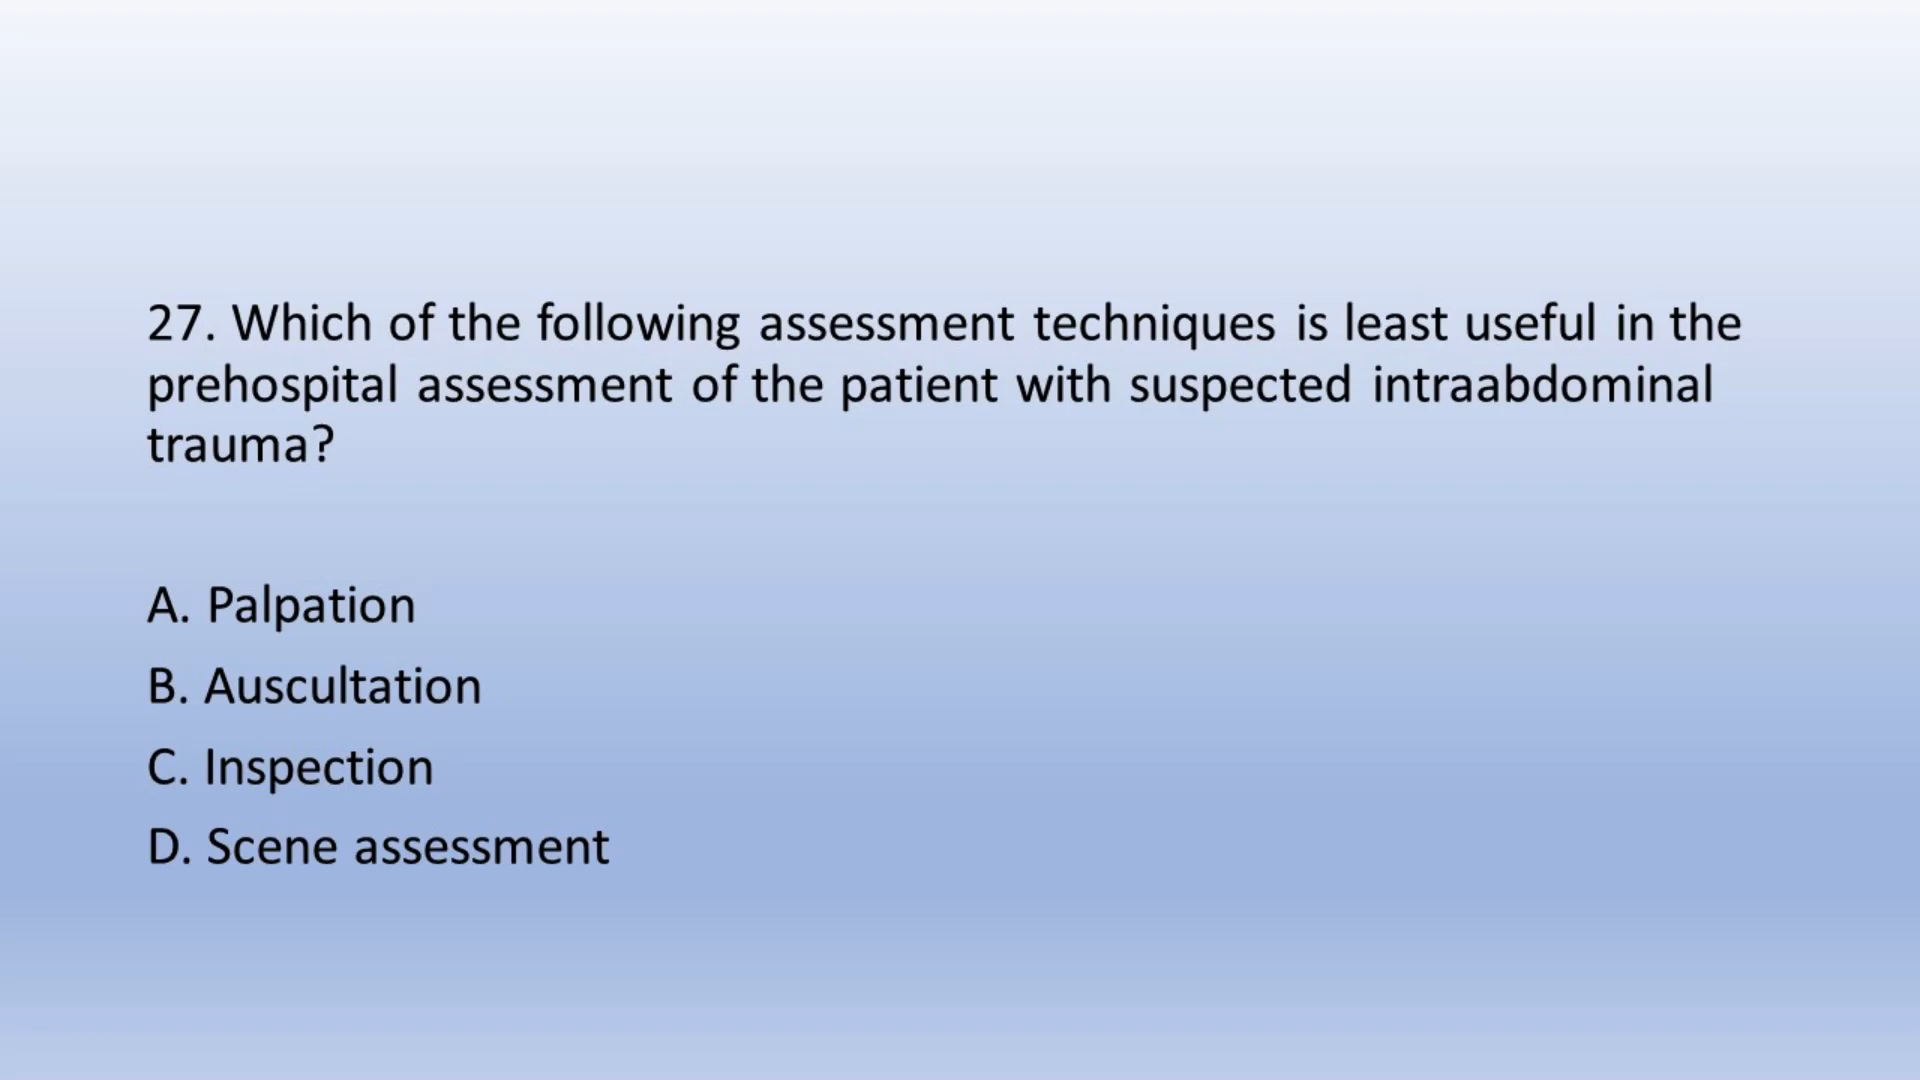 27. Which of the following assessment techniques is least useful in the
prehospital assessment of the patient with suspected intraabdominal
trauma?
A. Palpation
B. Auscultation
C. Inspection
D. Scene assessment